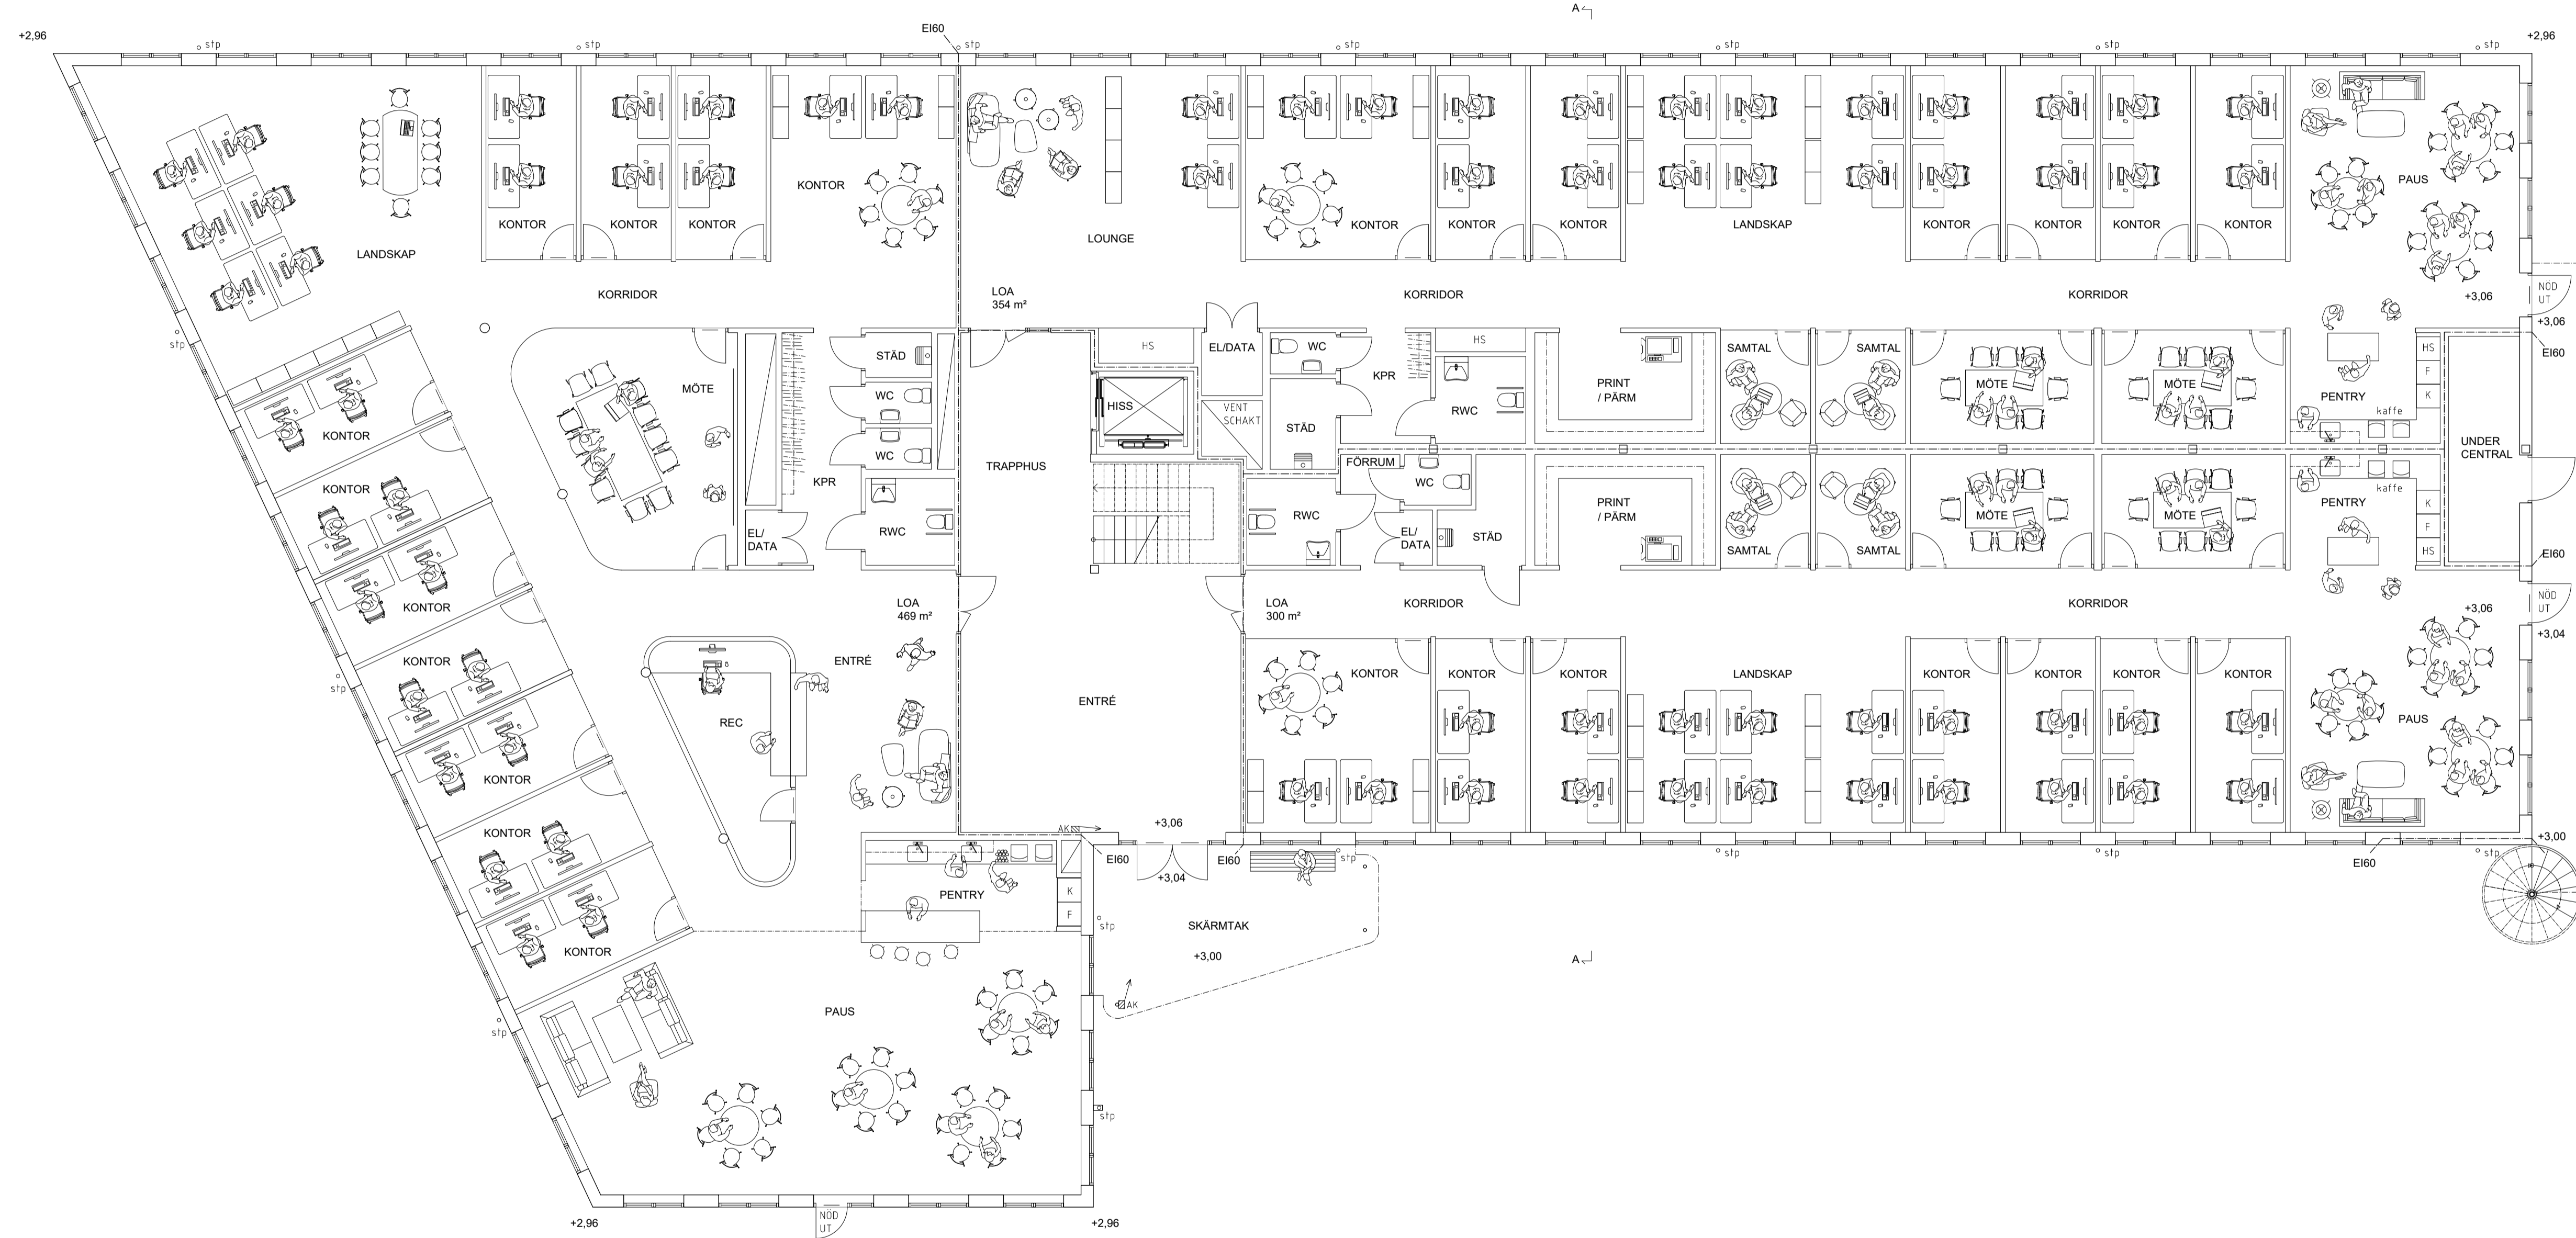 A
+2,96
EI60
+2,96
stp
stp
stp
stp
stp
stp
stp
KONTOR
PAUS
KONTOR
KONTOR
KONTOR
KONTOR
KONTOR
KONTOR
LANDSKAP
KONTOR
KONTOR
KONTOR
KONTOR
LOUNGE
LANDSKAP
KORRIDOR
LOA
354 m²
KORRIDOR
KORRIDOR
+3,06
NÖD
UT
+3,06
stp
STÄD
HS
EL/DATA
WC
HS
SAMTAL
SAMTAL
HS
EI60
MÖTE
KPR
PRINT
/ PÄRM
MÖTE
MÖTE
F
WC
HISS
VENT
SCHAKT
RWC
PENTRY
K
kaffe
KONTOR
STÄD
UNDER
CENTRAL
WC
TRAPPHUS
FÖRRUM
KPR
WC
kaffe
KONTOR
PRINT
/ PÄRM
PENTRY
K
RWC
MÖTE
MÖTE
F
EL/
DATA
RWC
EL/
DATA
STÄD
SAMTAL
SAMTAL
HS
EI60
KONTOR
LOA
469 m²
LOA
300 m²
KORRIDOR
KORRIDOR
+3,06
NÖD
UT
+3,04
KONTOR
ENTRÉ
KONTOR
KONTOR
KONTOR
LANDSKAP
KONTOR
KONTOR
KONTOR
KONTOR
stp
ENTRÉ
REC
PAUS
KONTOR
+3,06
AK
KONTOR
+3,00
EI60
EI60
stp
stp
stp
stp
EI60
+3,04
K
PENTRY
F
stp
SKÄRMTAK
KONTOR
+3,00
A
AK
PAUS
stp
stp
NÖD
UT
+2,96
+2,96